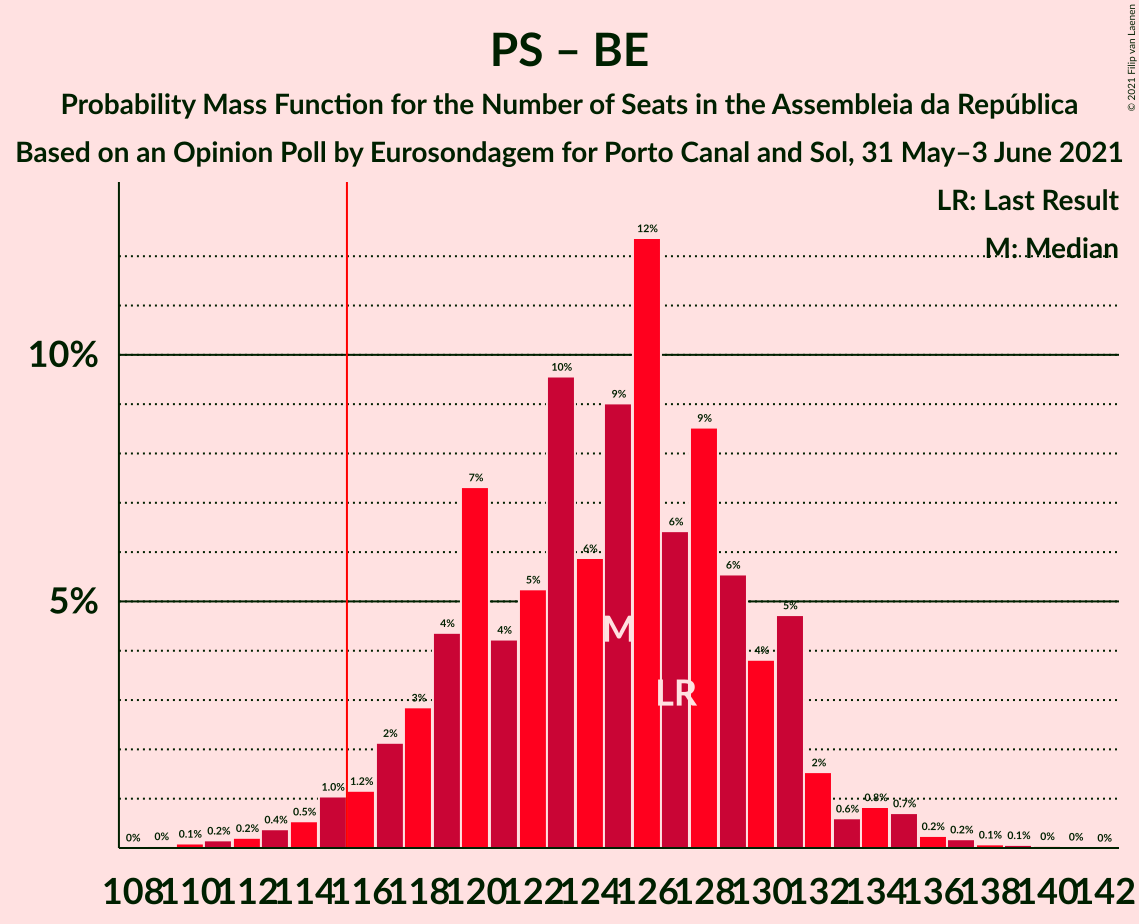 PS – BE
Probability Mass Function for the Number of Seats in the Assembleia da República
Based on an Opinion Poll by Eurosondagem for Porto Canal and Sol, 31 May–3 June 2021
© 2021 Filip van Laenen
LR: Last Result
M: Median
10%
5%
0% 0% 0.1% 0.2% 0.2% 0.4% 0.5% 1.0% 1.2% 2% 3% 4% 7% 4% 5% 10% 6% 9% 12% 6% 9% 6% 4% 5% 2% 0.6% 0.8% 0.7% 0.2% 0.2% 0.1% 0.1% 0% 0% 0%
M
LR
108 110 112 114 116 118 120 122 124 126 128 130 132 134 136 138 140 142